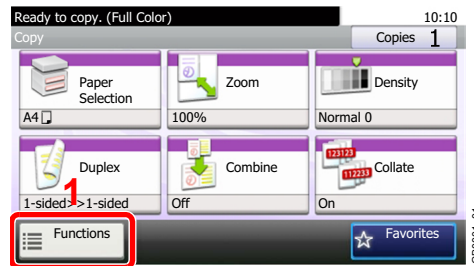 Ready to copy. (Full Color)
10:10
Copy
Copies 1
Paper
Selection
A4
Zoom
100%
Density
Normal 0
Duplex
1-sided>>1-sided
Combine
Off
123123
112233
Collate
On
1
Functions
Favorites